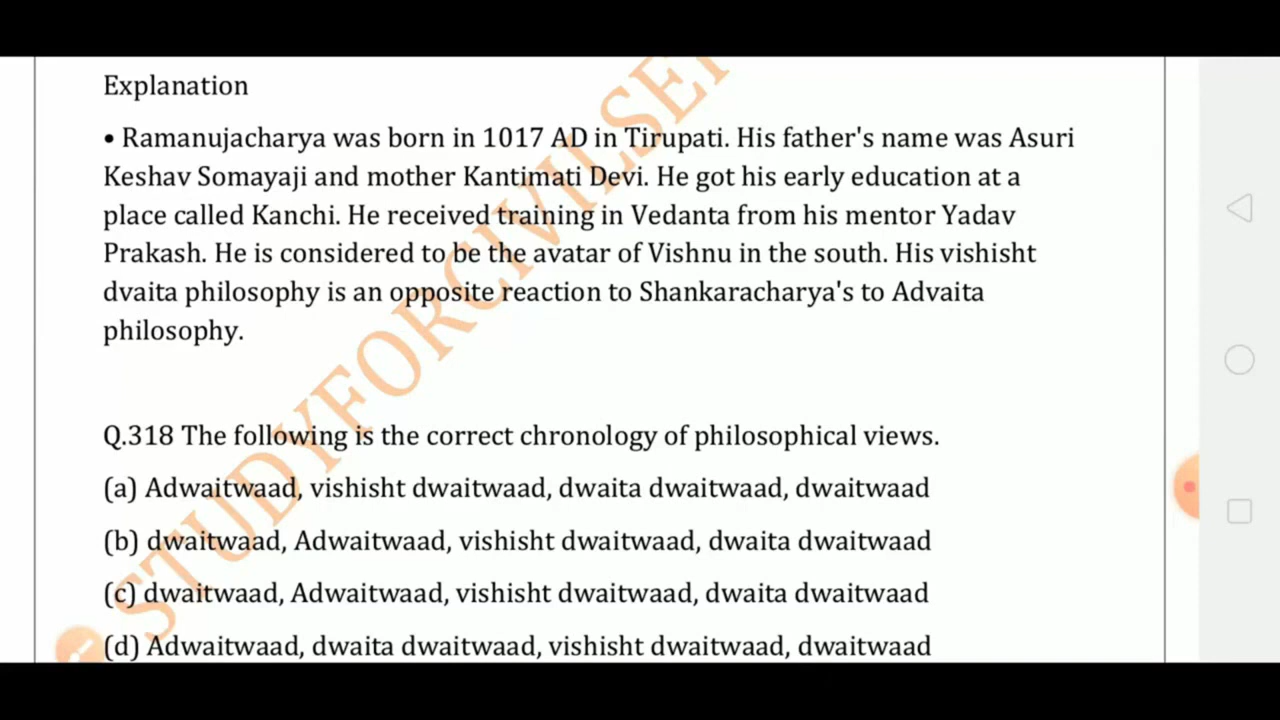 Explanation
• Ramanujacharya was born in 1017 AD in Tirupati. His father's name was Asuri
Keshav Somayaji and mother Kantimati Devi. He got his early education at a
place called Kanchi. He received training in Vedanta from his mentor Yadav
Prakash. He is considered to be the avatar of Vishnu in the south. His vishisht
dvaita philosophy is an opposite reaction to Shankaracharya's to Advaita
philosophy.
Q.318 The following is the correct chronology of philosophical views.
(a) Adwaitwaad, vishisht dwaitwaad, dwaita dwaitwaad, dwaitwaad
(b) dwaitwaad, Adwaitwaad, vishisht dwaitwaad, dwaita dwaitwaad
(c) dwaitwaad, Adwaitwaad, vishisht dwaitwaad, dwaita dwaitwaad
(d) Adwaitwaad, dwaita dwaitwaad, vishisht dwaitwaad, dwaitwaad
STUDYFORCIVILSER